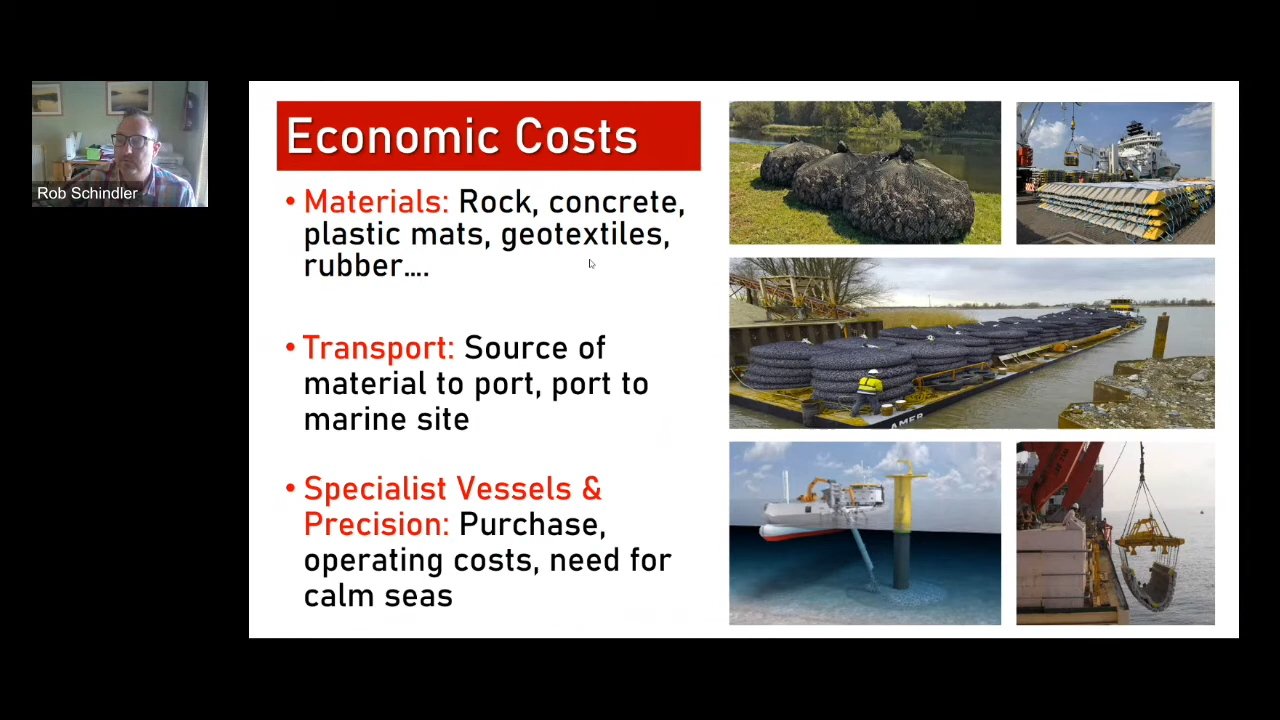 Economic Costs
• Materials: Rock, concrete,
plastic mats, geotextiles,
rubber....
• Transport: Source of
material to port, port to
marine site
• Specialist Vessels &
Precision: Purchase,
operating costs, need for
calm seas
Rob Schindler
AMER